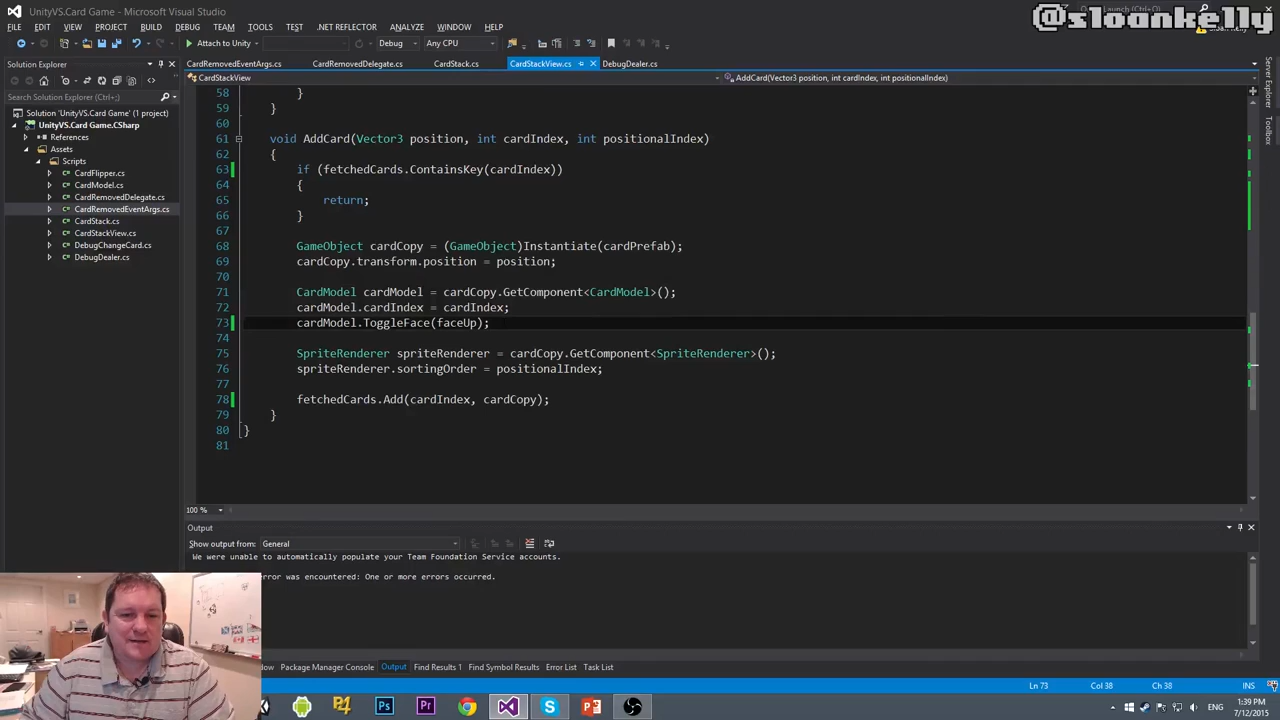 UnityVS.Card Game - Microsoft Visual Studio
@sloankelly
FILE EDIT VIEW PROJECT BUILD DEBUG TEAM TOOLS TEST ARCHITECTURE ANALYZE WINDOW HELP
Attach to Unity Debug Any CPU
Solution Explorer
Search Solution Explorer (Ctrl+;)
Solution 'UnityVS.Card Game' (1 project)
UnityVS.Card Game.CSharp
References
Assets
Scripts
CardFlipper.cs
CardModel.cs
CardRemovedDelegate.cs
CardRemovedEventArgs.cs
CardStack.cs
CardStackView.cs
DebugChangeCard.cs
DebugDealer.cs
CardRemovedEventArgs.cs CardRemovedDelegate.cs CardStack.cs CardStackView.cs DebugDealer.cs
CardStackView AddCard(Vector3 position, int cardIndex, int positionalIndex)
58 }
59 }
60
61 void AddCard(Vector3 position, int cardIndex, int positionalIndex)
62 {
63 if (fetchedCards.ContainsKey(cardIndex))
64 {
65 return;
66 }
67
68 GameObject cardCopy = (GameObject)Instantiate(cardPrefab);
69 cardCopy.transform.position = position;
70
71 CardModel cardModel = cardCopy.GetComponent<CardModel>();
72 cardModel.cardIndex = cardIndex;
73 cardModel.ToggleFace(faceUp);
74
75 SpriteRenderer spriteRenderer = cardCopy.GetComponent<SpriteRenderer>();
76 spriteRenderer.sortingOrder = positionalIndex;
77
78 fetchedCards.Add(cardIndex, cardCopy);
79 }
80 }
81
100 %
Server Explorer
Toolbox
Output
Show output from: General
We were unable to automatically populate your Team Foundation Service accounts.
error was encountered: One or more errors occurred.
Package Manager Console Output Find Results 1 Find Symbol Results Error List Task List
Ln 73 Col 38 Ch 38 INS
Ps Pr
ENG 1:39 PM
7/12/2015